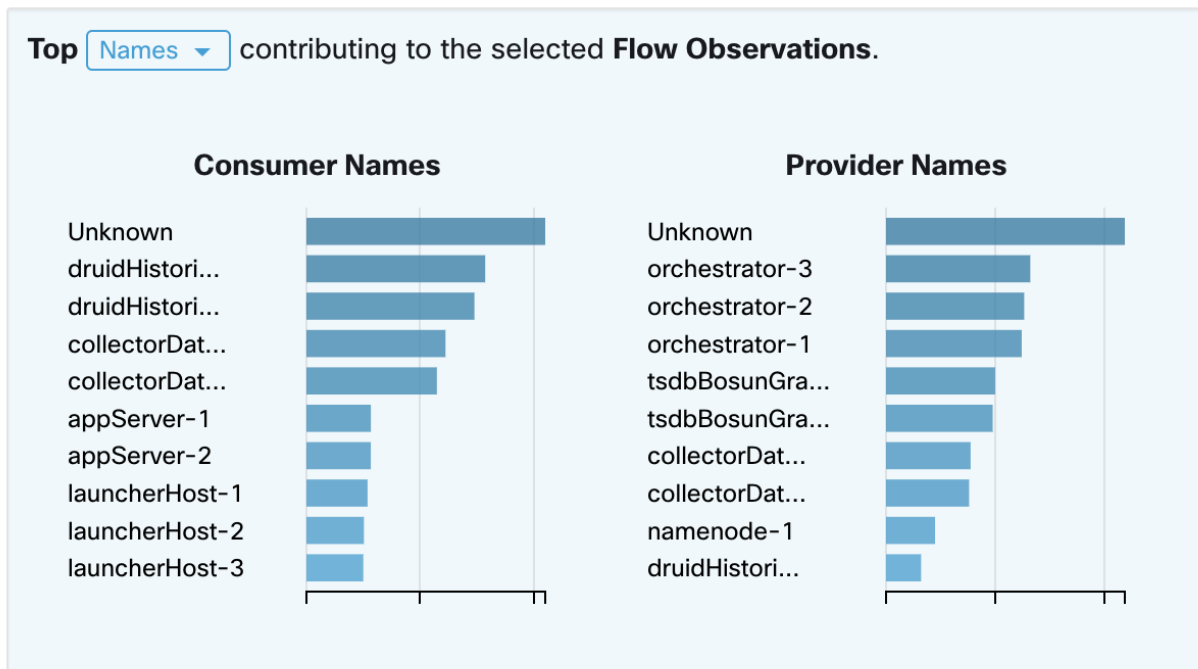 Top Names contributing to the selected Flow Observations.
Consumer Names
Unknown
druidHistori...
druidHistori...
collectorDat...
collectorDat...
appServer-1
appServer-2
launcherHost-1
launcherHost-2
launcherHost-3
Provider Names
Unknown
orchestrator-3
orchestrator-2
orchestrator-1
tsdbBosunGra...
tsdbBosunGra...
collectorDat...
collectorDat...
namenode-1
druidHistori...